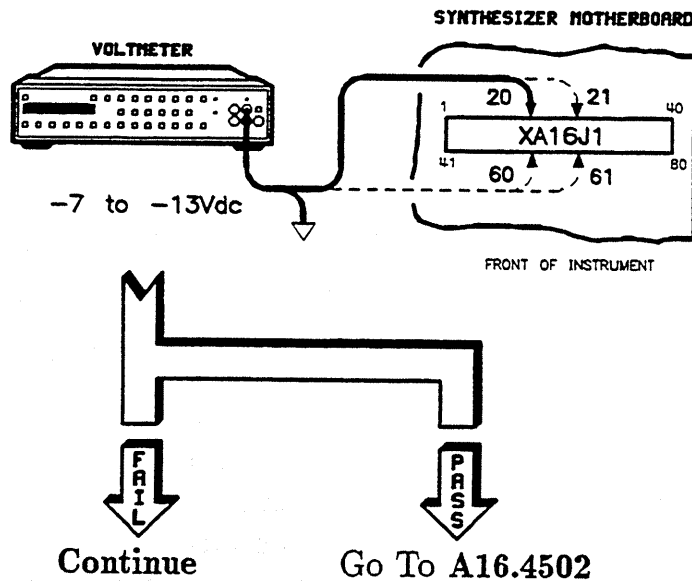 SYNTHESIZER MOTHERBOARD
VOLTMETER
20
21
1
40
XA16J1
41
80
60
61
-7 to -13Vdc
FRONT OF INSTRUMENT
FAIL
PASS
Continue
Go To A16.4502